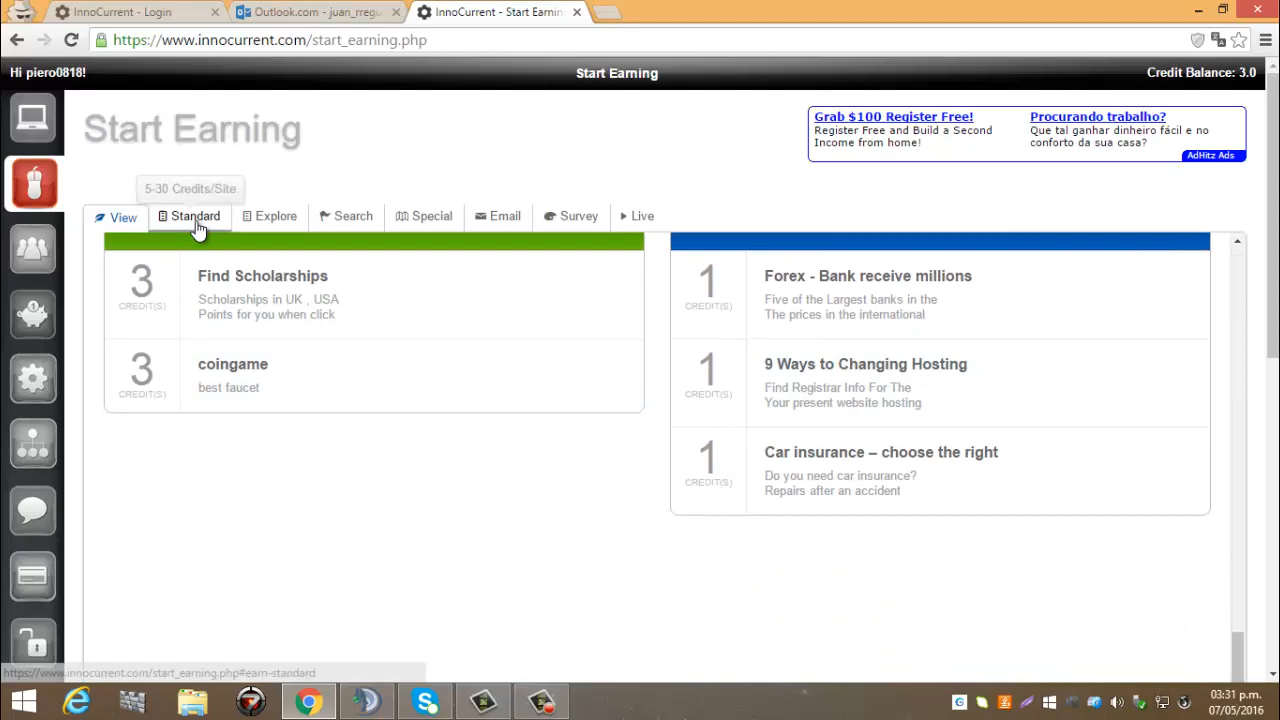 InnoCurrent - Login
Outlook.com - juan_rregu
InnoCurrent - Start Earnin
https://www.innocurrent.com/start_earning.php
Hi piero0818!
Start Earning
Credit Balance: 3.0
Start Earning
Grab $100 Register Free!
Register Free and Build a Second
Income from home!
Procurando trabalho?
Que tal ganhar dinheiro fácil e no
conforto da sua casa?
AdHitz Ads
5-30 Credits/Site
View
Standard
Explore
Search
Special
Email
Survey
Live
3
CREDIT(S)
Find Scholarships
Scholarships in UK , USA
Points for you when click
3
CREDIT(S)
coingame
best faucet
1
CREDIT(S)
Forex - Bank receive millions
Five of the Largest banks in the
The prices in the international
1
CREDIT(S)
9 Ways to Changing Hosting
Find Registrar Info For The
Your present website hosting
1
CREDIT(S)
Car insurance – choose the right
Do you need car insurance?
Repairs after an accident
https://www.innocurrent.com/start_earning.php#earn-standard
03:31 p.m.
07/05/2016